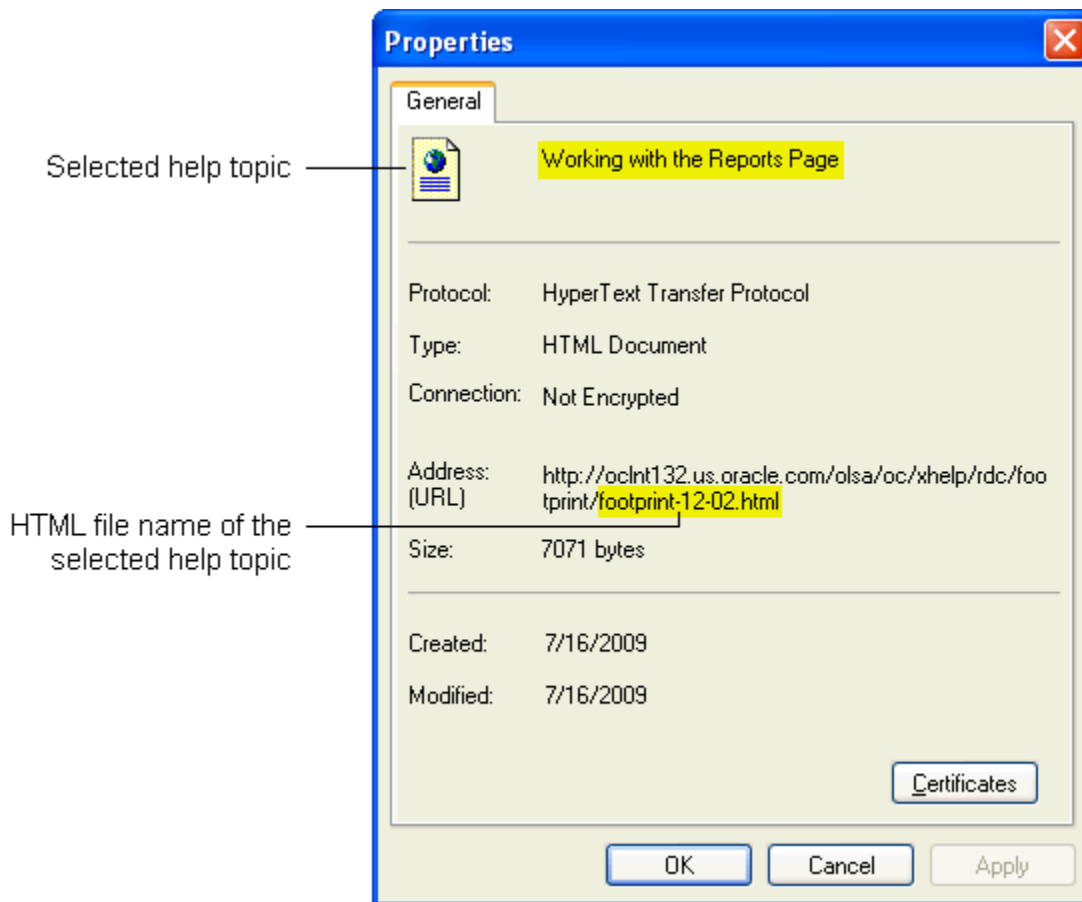 Properties
General
Selected help topic
Working with the Reports Page
Protocol: HyperText Transfer Protocol
Type: HTML Document
Connection: Not Encrypted
Address: http://oclnt132.us.oracle.com/olsa/oc/xhelp/rdc/foo
(URL) tprint/footprint-12-02.html
HTML file name of the
selected help topic
Size: 7071 bytes
Created: 7/16/2009
Modified: 7/16/2009
Certificates
OK Cancel Apply